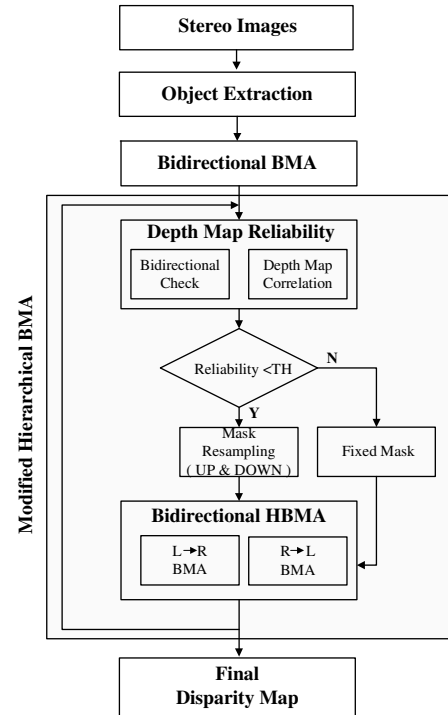 Stereo Images
Object Extraction
Bidirectional BMA
Modified Hierarchical BMA
Depth Map Reliability
Bidirectional
Check
Depth Map
Correlation
Reliability <TH
N
Y
Mask
Resampling
( UP & DOWN )
Fixed Mask
Bidirectional HBMA
L→R
BMA
R→L
BMA
Final
Disparity Map